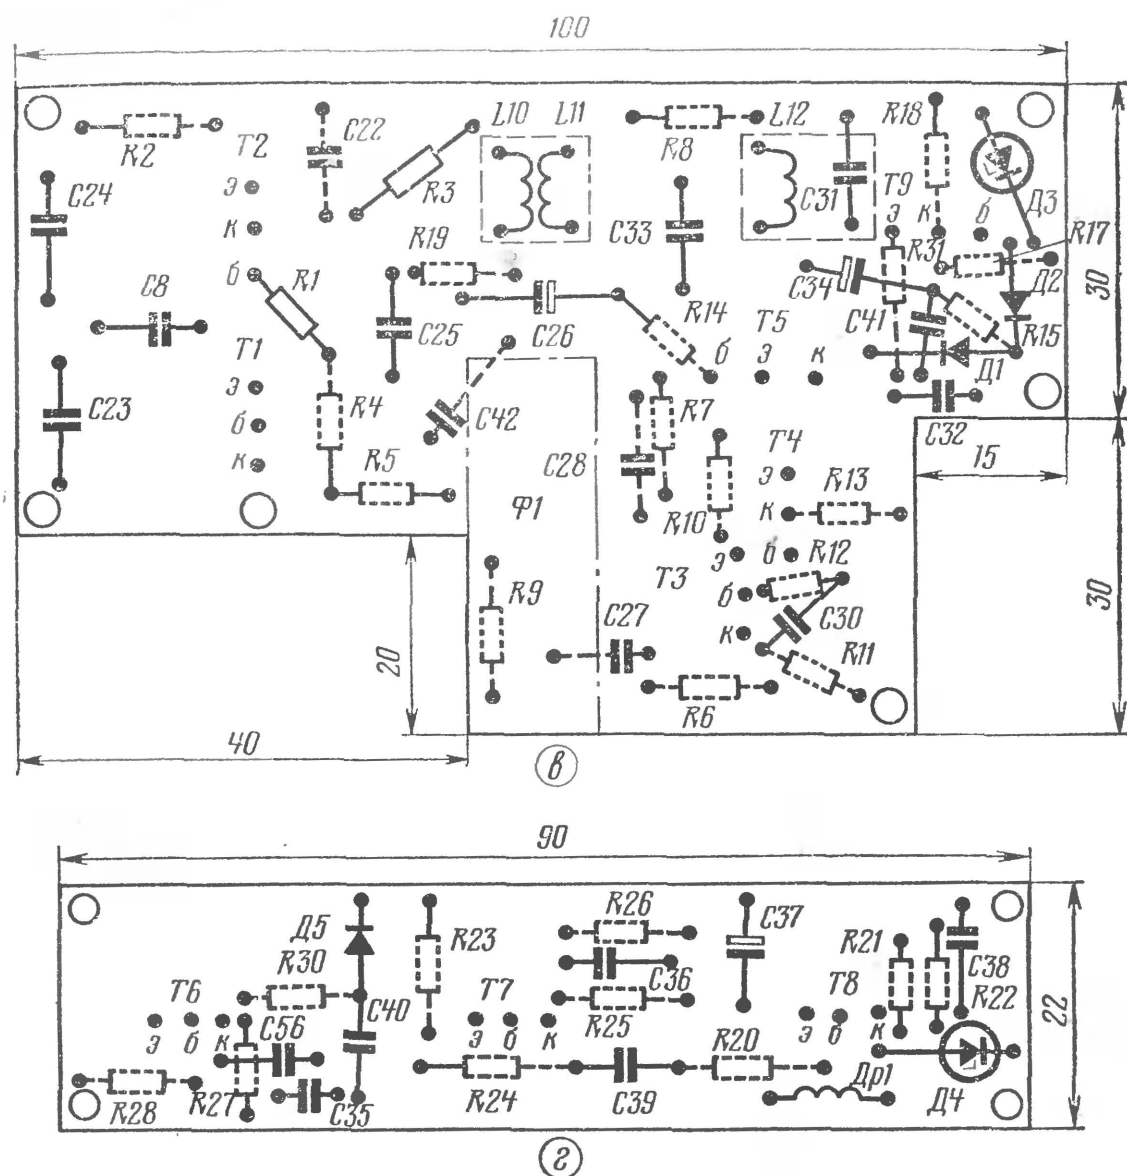 100
R2
T2
C22
R3
L10 L11
R8
L12
R18
C24
э
к
б
C33
C31
T9
э к б
Д3
R17
R19
R31
Д2
C8
R1
C25
C26
R14
T5
б э к
C34
C41
R15
Д1
30
T1
э
б
к
C23
R4
C42
R7
C32
15
R5
C28
T4
э
к
б
R13
Ф1
R10
э
б
к
T3
R12
R9
C27
C30
R11
R6
20
30
40
в
90
Д5
R23
R26
C37
R21
C38
R30
C36
T6
э б к
C56
C40
T7
э б к
R25
T8
э б к
R22
22
R20
R28
R27
C35
R24
C39
Др1
Д4
г